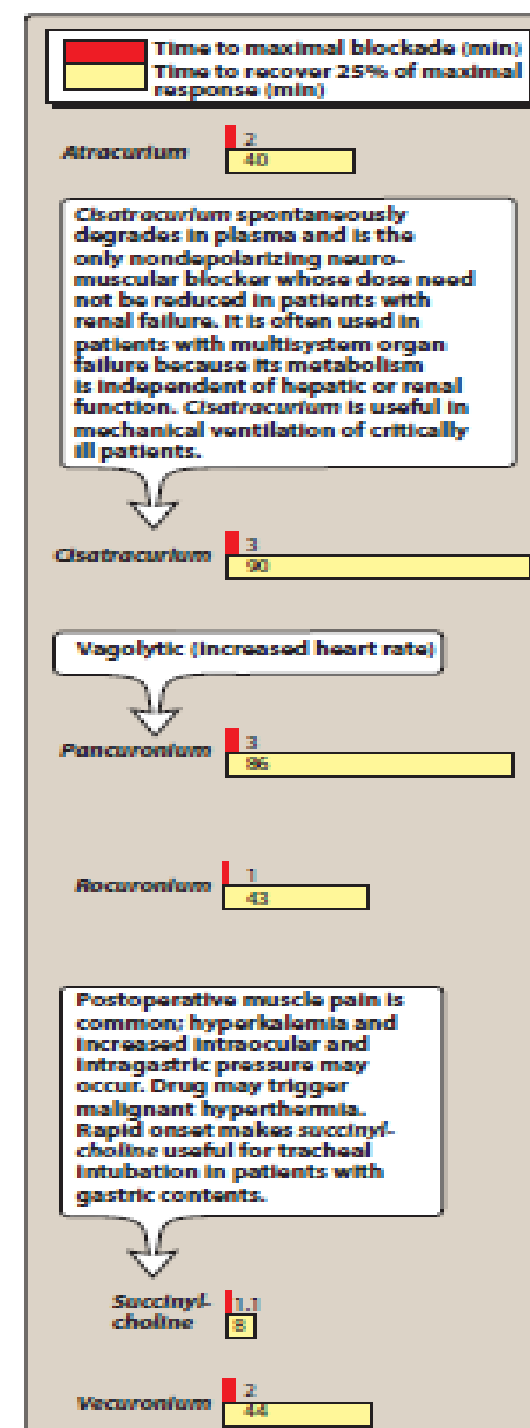 Time to maximal blockade (min)
Time to recover 25% of maximal
response (min)
Atracurium
2
40
Cisatracurium spontaneously
degrades in plasma and is the
only nondepolarizing neuro-
muscular blocker whose dose need
not be reduced in patients with
renal failure. It is often used in
patients with multisystem organ
failure because its metabolism
is independent of hepatic or renal
function. Cisatracurium is useful in
mechanical ventilation of critically
ill patients.
Cisatracurium
3
90
Vagolytic (increased heart rate)
Pancuronium
3
86
Rocuronium
1
43
Postoperative muscle pain is
common; hyperkalemia and
increased intraocular and
intragastric pressure may
occur. Drug may trigger
malignant hyperthermia.
Rapid onset makes succinyl-
choline useful for tracheal
intubation in patients with
gastric contents.
Succinyl-
choline
1.1
8
Vecuronium
2
44